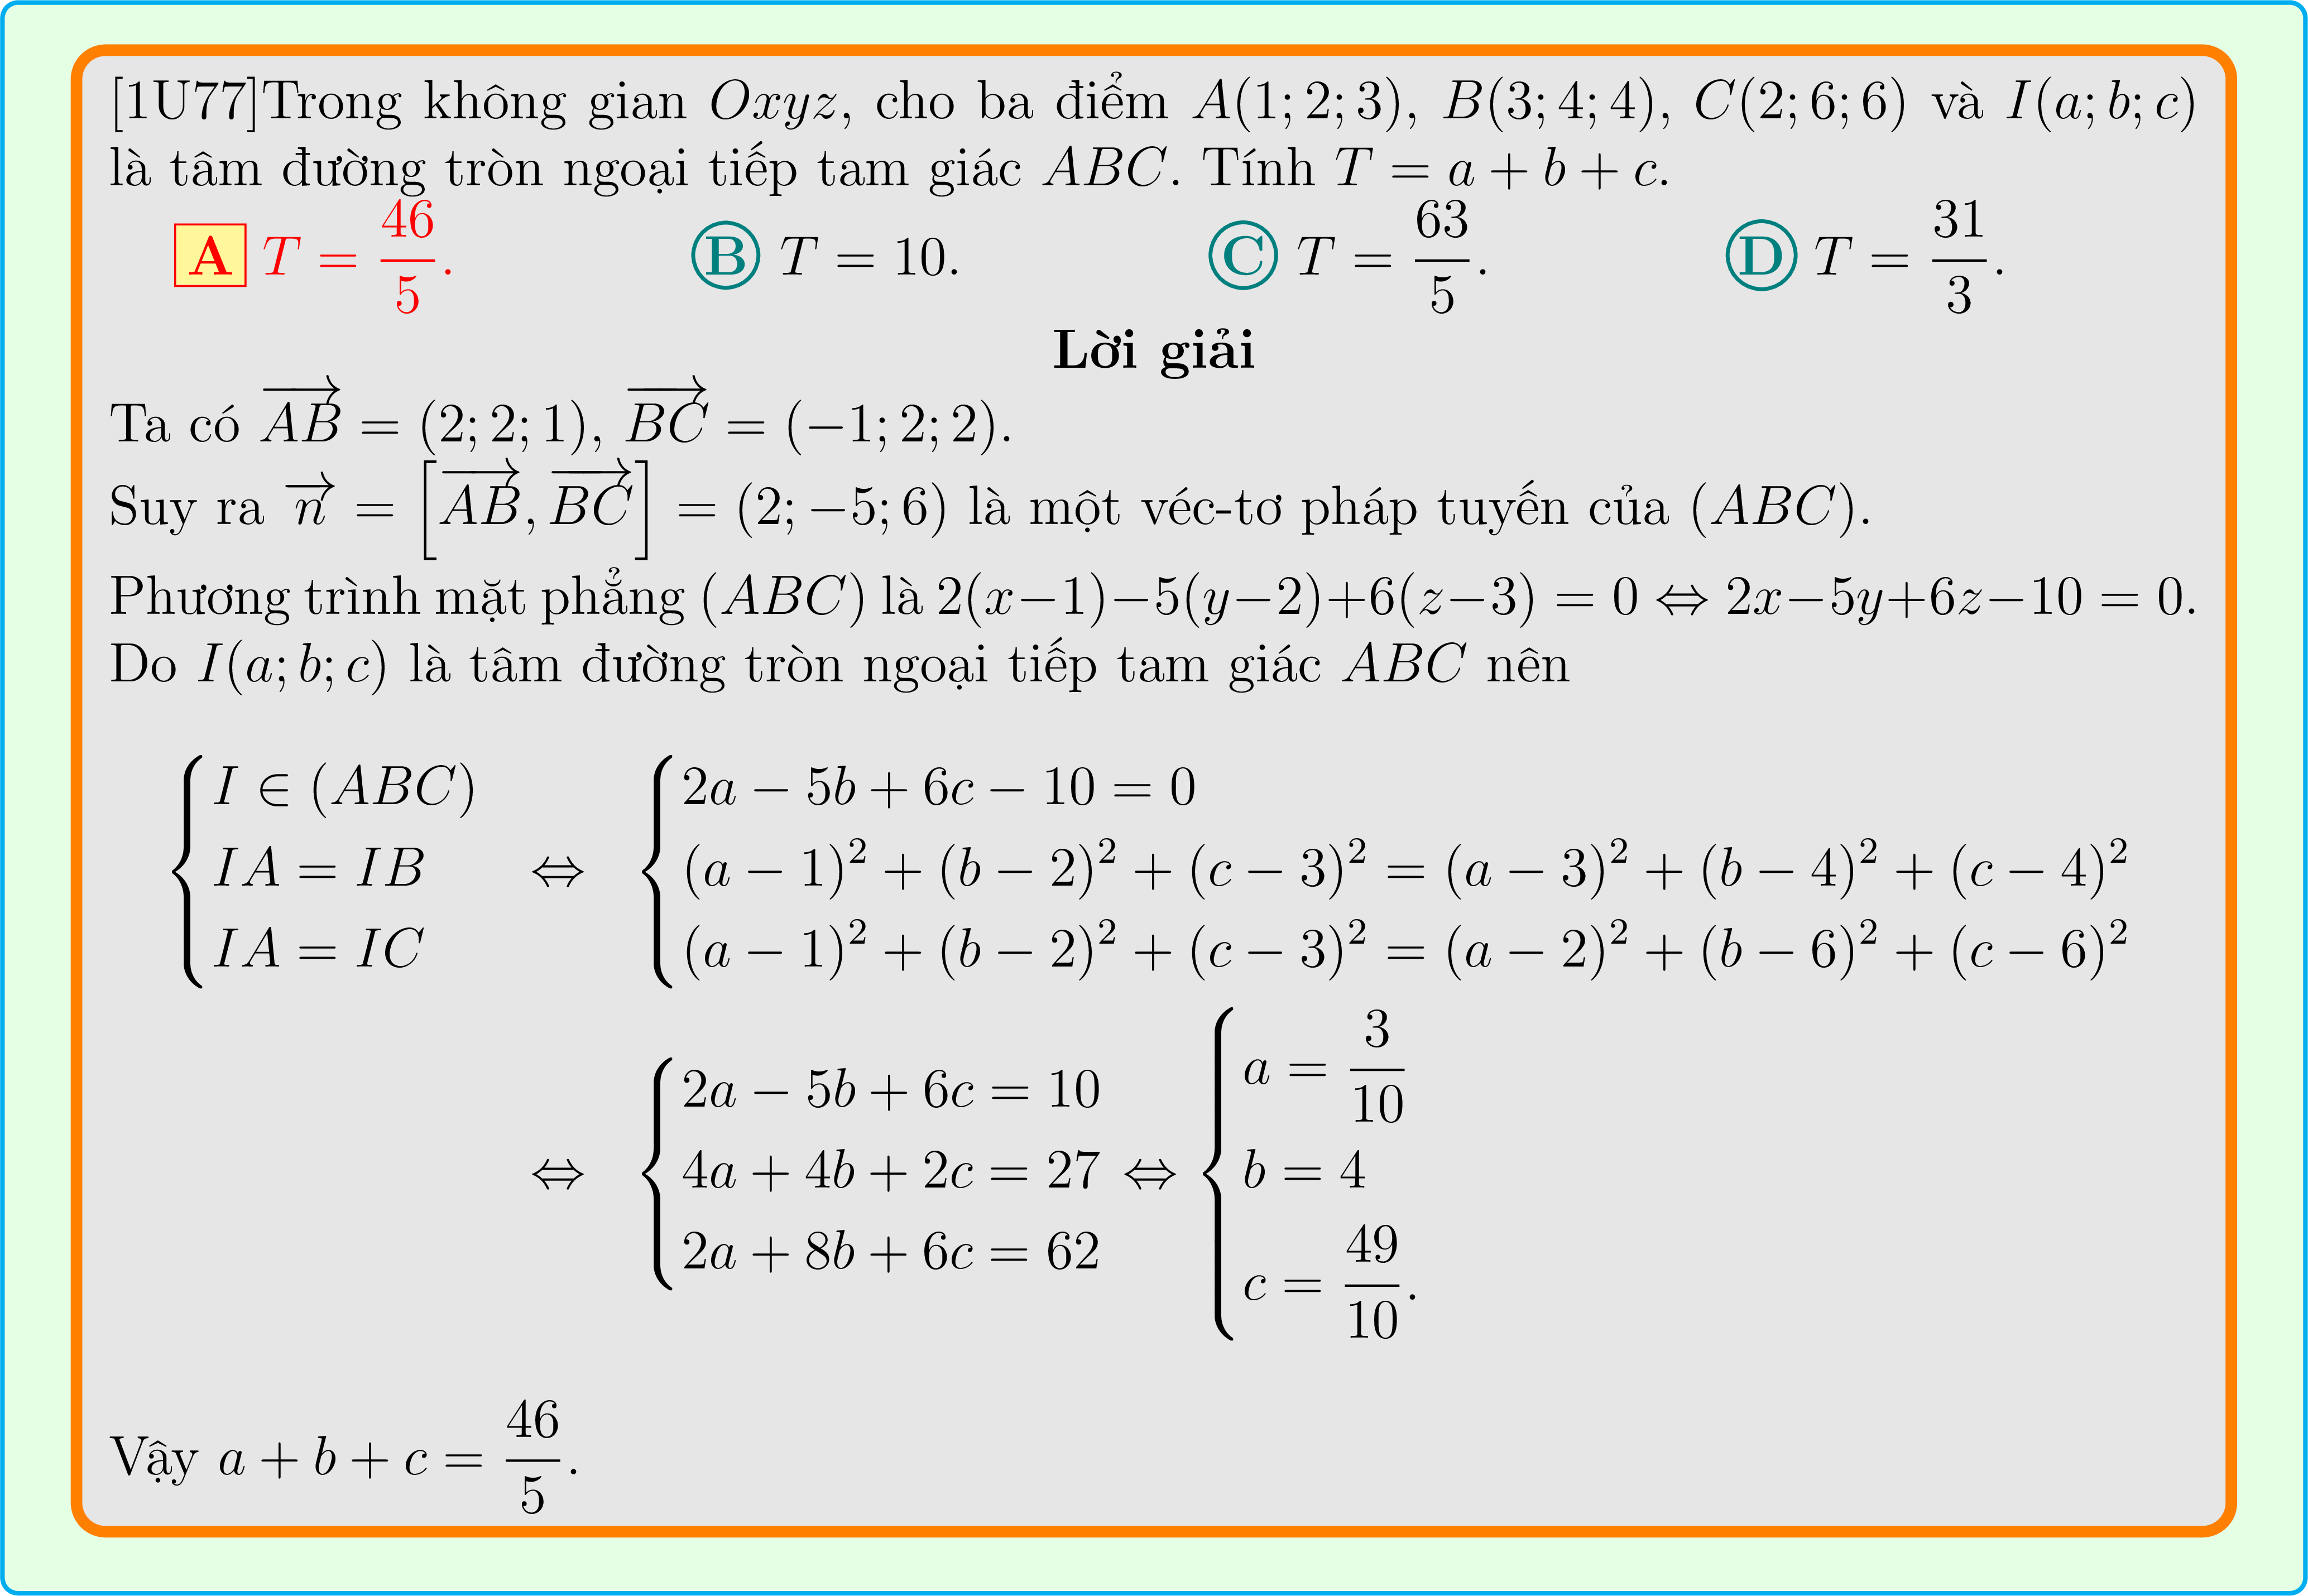 [1U77]Trong không gian Oxyz, cho ba điểm A(1; 2; 3), B(3; 4; 4), C(2; 6; 6) và I(a; b; c)
là tâm đường tròn ngoại tiếp tam giác ABC. Tính T = a + b + c.
A T = \frac{46}{5}. B T = 10. C T = \frac{63}{5}. D T = \frac{31}{3}.
Lời giải
Ta có \overrightarrow{AB} = (2; 2; 1), \overrightarrow{BC} = (−1; 2; 2).
Suy ra \overrightarrow{n} = [\overrightarrow{AB}, \overrightarrow{BC}] = (2; −5; 6) là một véc-tơ pháp tuyến của (ABC).
Phương trình mặt phẳng (ABC) là 2(x−1)−5(y−2)+6(z−3) = 0 ⇔ 2x−5y+6z−10 = 0.
Do I(a; b; c) là tâm đường tròn ngoại tiếp tam giác ABC nên
\begin{cases} I ∈ (ABC) \\ IA = IB \\ IA = IC \end{cases} ⇔ \begin{cases} 2a − 5b + 6c − 10 = 0 \\ (a − 1)^2 + (b − 2)^2 + (c − 3)^2 = (a − 3)^2 + (b − 4)^2 + (c − 4)^2 \\ (a − 1)^2 + (b − 2)^2 + (c − 3)^2 = (a − 2)^2 + (b − 6)^2 + (c − 6)^2 \end{cases}
⇔ \begin{cases} 2a − 5b + 6c = 10 \\ 4a + 4b + 2c = 27 \\ 2a + 8b + 6c = 62 \end{cases} ⇔ \begin{cases} a = \frac{3}{10} \\ b = 4 \\ c = \frac{49}{10}. \end{cases}
Vậy a + b + c = \frac{46}{5}.